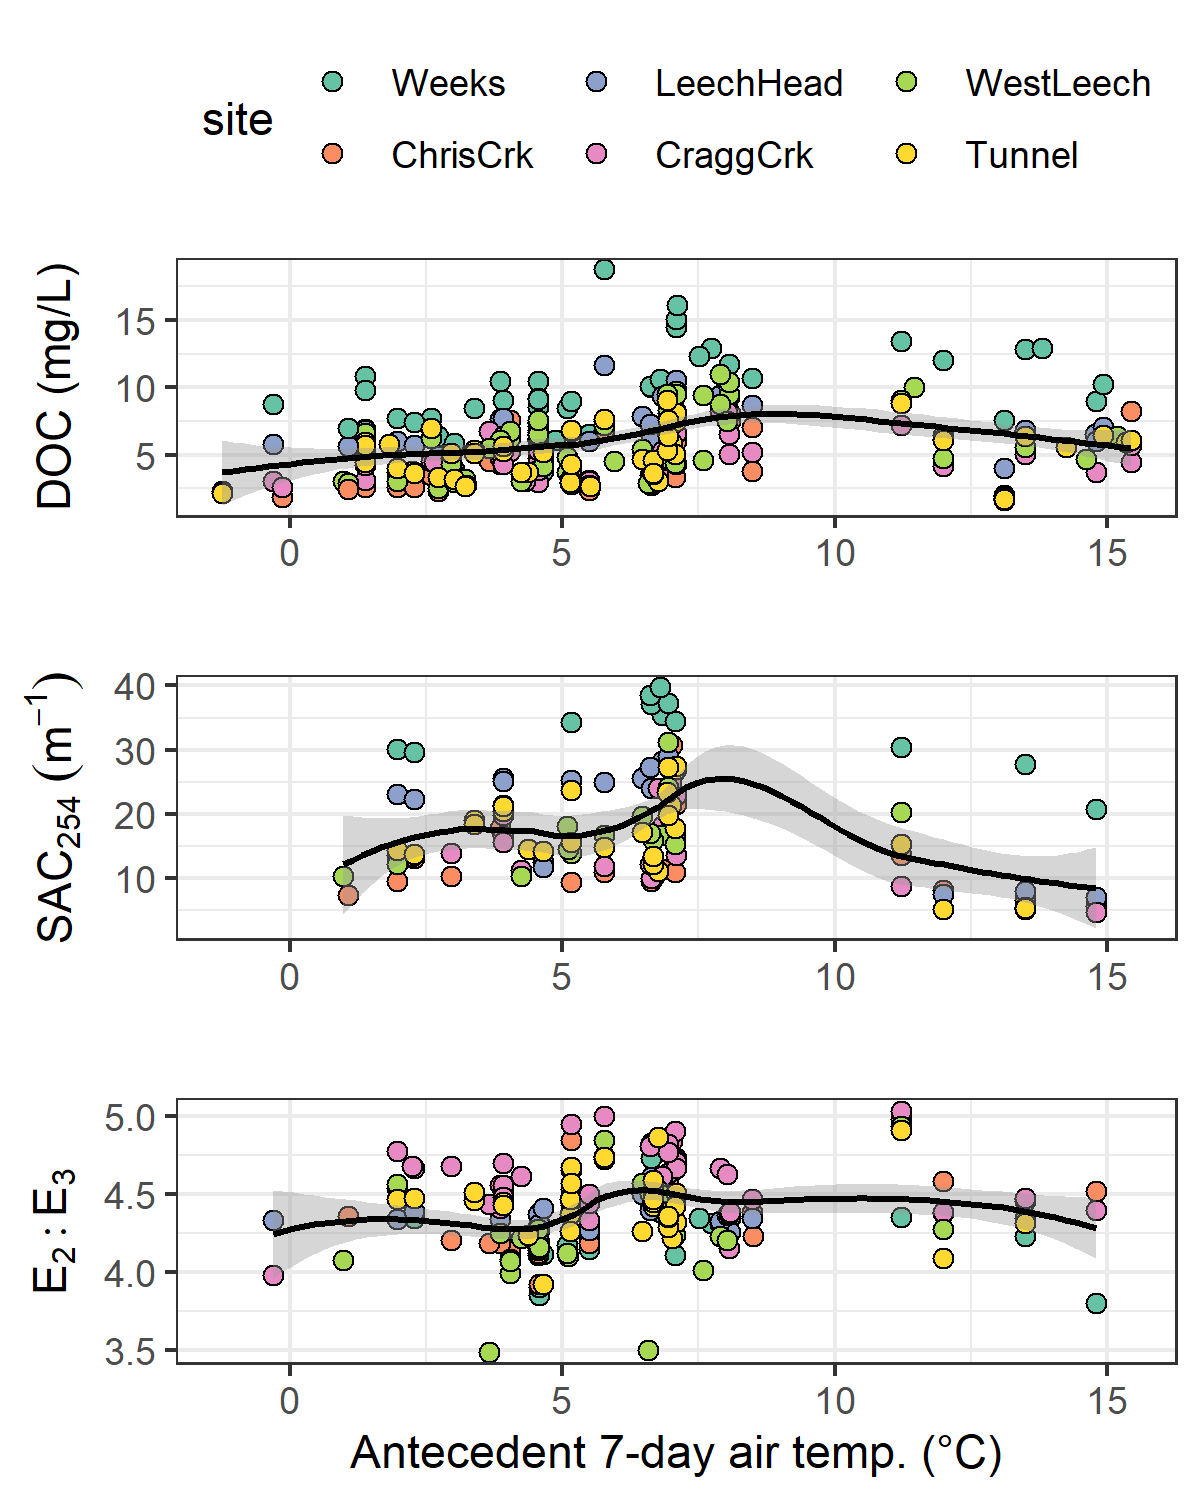 Weeks LeechHead WestLeech
site
ChrisCrk CraggCrk Tunnel
DOC (mg/L)
15
10
5
0 5 10 15
SAC₂₅₄ (m⁻¹)
40
30
20
10
0 5 10 15
E₂ : E₃
5.0
4.5
4.0
3.5
0 5 10 15
Antecedent 7-day air temp. (°C)